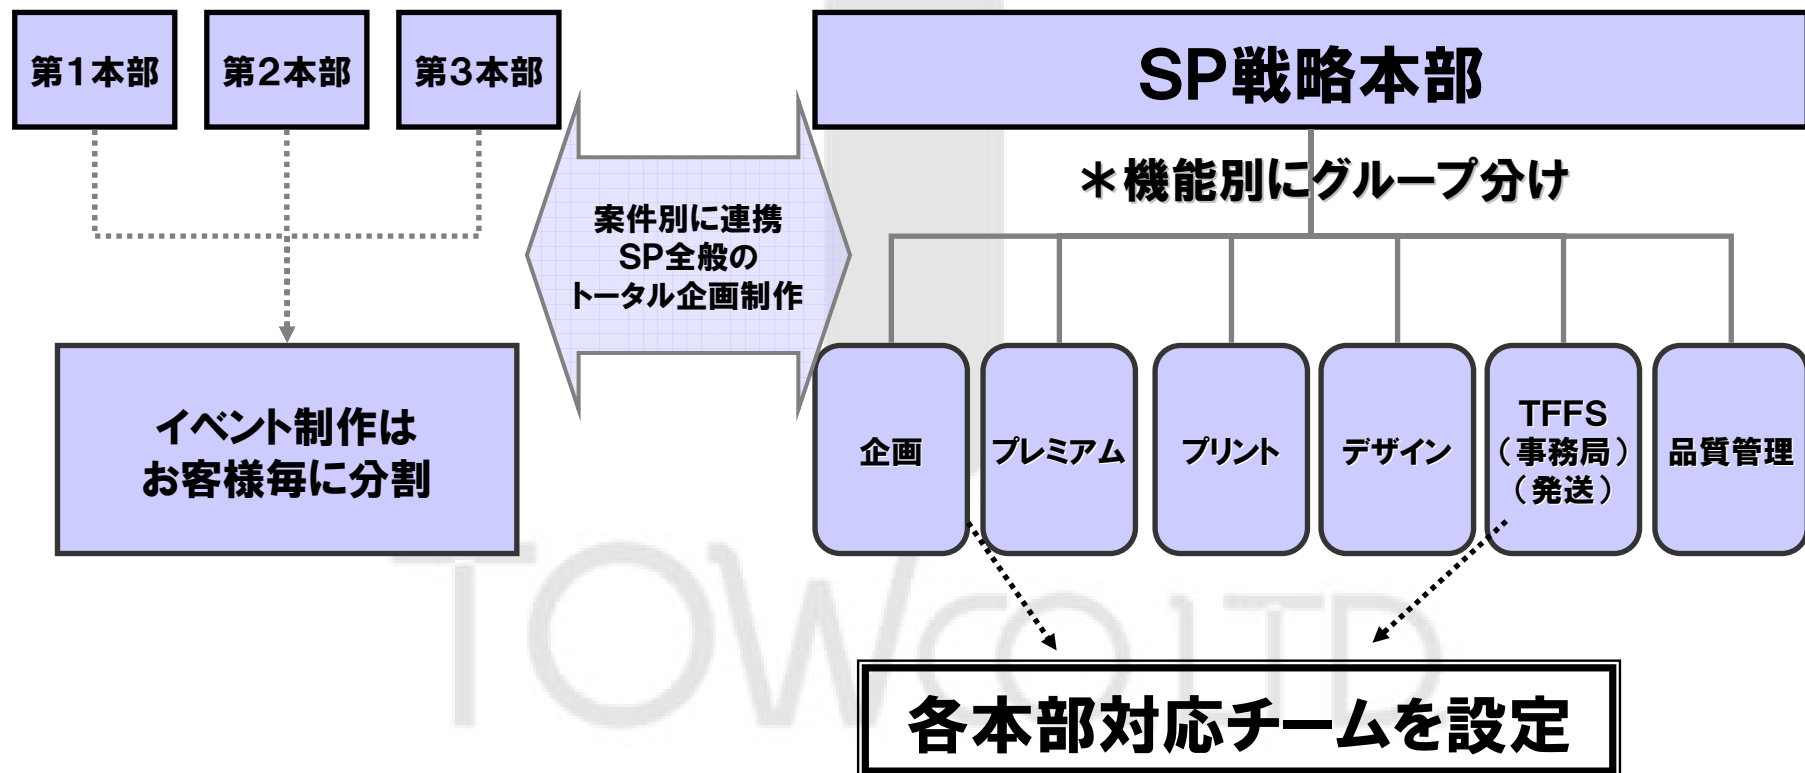 第1本部
第2本部
第3本部
SP戦略本部
＊機能別にグループ分け
案件別に連携
SP全般の
トータル企画制作
イベント制作は
お客様毎に分割
企画
プレミアム
プリント
デザイン
TFFS
（事務局）
（発送）
品質管理
各本部対応チームを設定
TOW CO LTD